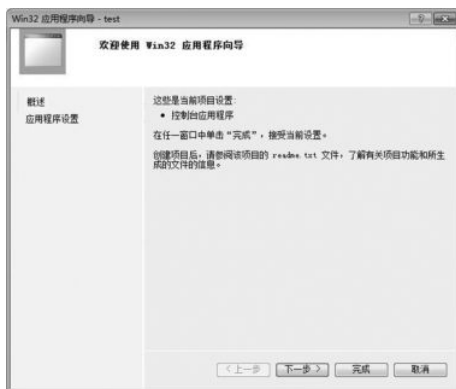 Win32 应用程序向导 - test
欢迎使用 Win32 应用程序向导
概述
应用程序设置
这些是当前项目设置:
• 控制台应用程序
在任一窗口中单击“完成”，接受当前设置。
创建项目后，请参阅该项目的 readme.txt 文件，了解有关项目功能和所生
成的文件的信息。
< 上一步
下一步 >
完成
取消